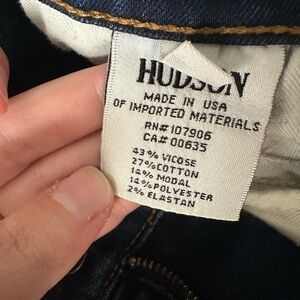 HUDSON
MADE IN USA
OF IMPORTED MATERIALS
RN# 107906
CA# 00635
43% VICOSE
27% COTTON
14% MODAL
14% POLYESTER
2% ELASTAN